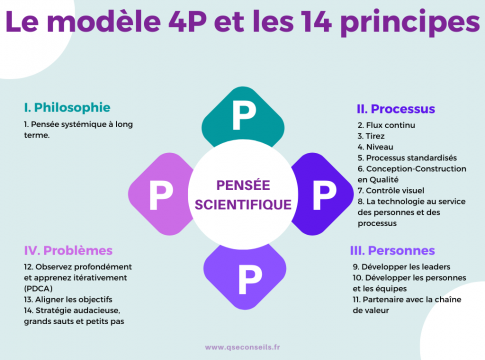 Le modèle 4P et les 14 principes
I. Philosophie
1. Pensée systémique à long
terme.
II. Processus
2. Flux continu
3. Tirez
4. Niveau
5. Processus standardisés
6. Conception-Construction
en Qualité
7. Contrôle visuel
8. La technologie au service
des personnes et des
processus
P
P
PENSÉE
SCIENTIFIQUE
P
P
IV. Problèmes
12. Observez profondément
et apprenez itérativement
(PDCA)
13. Aligner les objectifs
14. Stratégie audacieuse,
grands sauts et petits pas
III. Personnes
9. Développer les leaders
10. Développer les personnes
et les équipes
11. Partenaire avec la chaîne
de valeur
www.qseconseils.fr